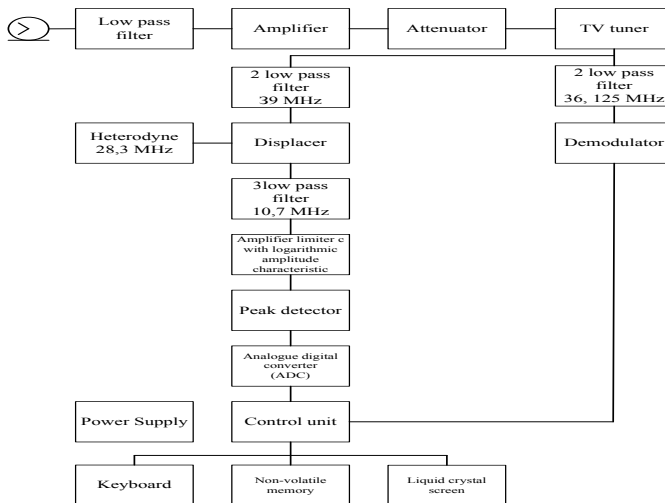 Low pass
filter
Amplifier
Attenuator
TV tuner
2 low pass
filter
39 MHz
2 low pass
filter
36, 125 MHz
Heterodyne
28,3 MHz
Displacer
Demodulator
3low pass
filter
10,7 MHz
Amplifier limiter c
with logarithmic
amplitude
characteristic
Peak detector
Analogue digital
converter
(ADC)
Power Supply
Control unit
Keyboard
Non-volatile
memory
Liquid crystal
screen